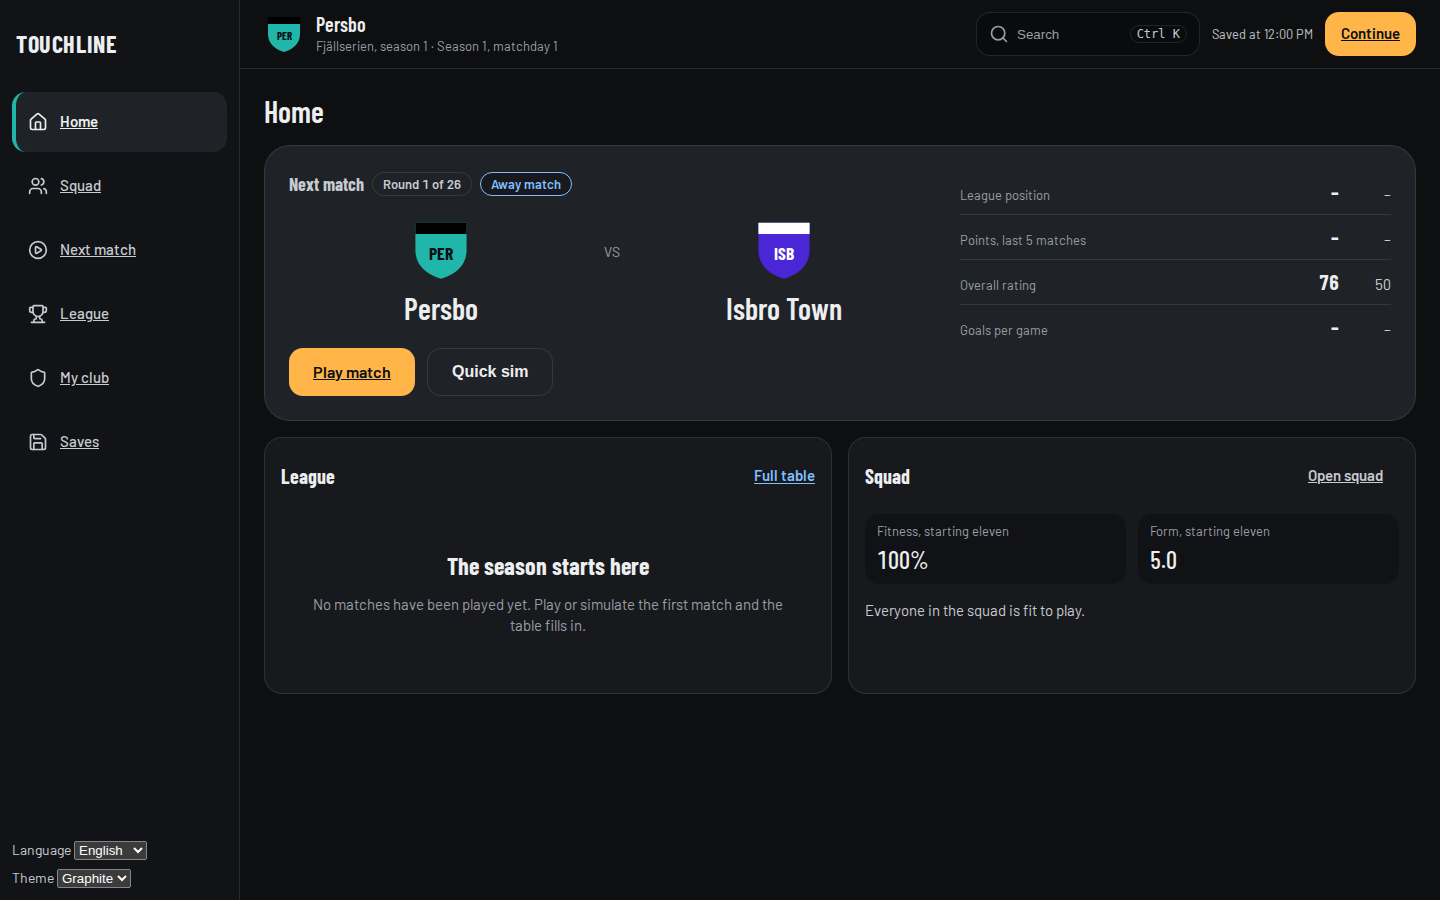 TOUCHLINE
Home
Squad
Next match
League
My club
Saves
Language English
Theme Graphite
PER
Persbo
Fjällserien, season 1 · Season 1, matchday 1
Search
Ctrl K
Saved at 12:00 PM
Continue
Home
Next match
Round 1 of 26
Away match
PER
VS
ISB
Persbo
Isbro Town
Play match
Quick sim
League position - –
Points, last 5 matches - –
Overall rating 76 50
Goals per game - –
League
Full table
The season starts here
No matches have been played yet. Play or simulate the first match and the
table fills in.
Squad
Open squad
Fitness, starting eleven
100%
Form, starting eleven
5.0
Everyone in the squad is fit to play.